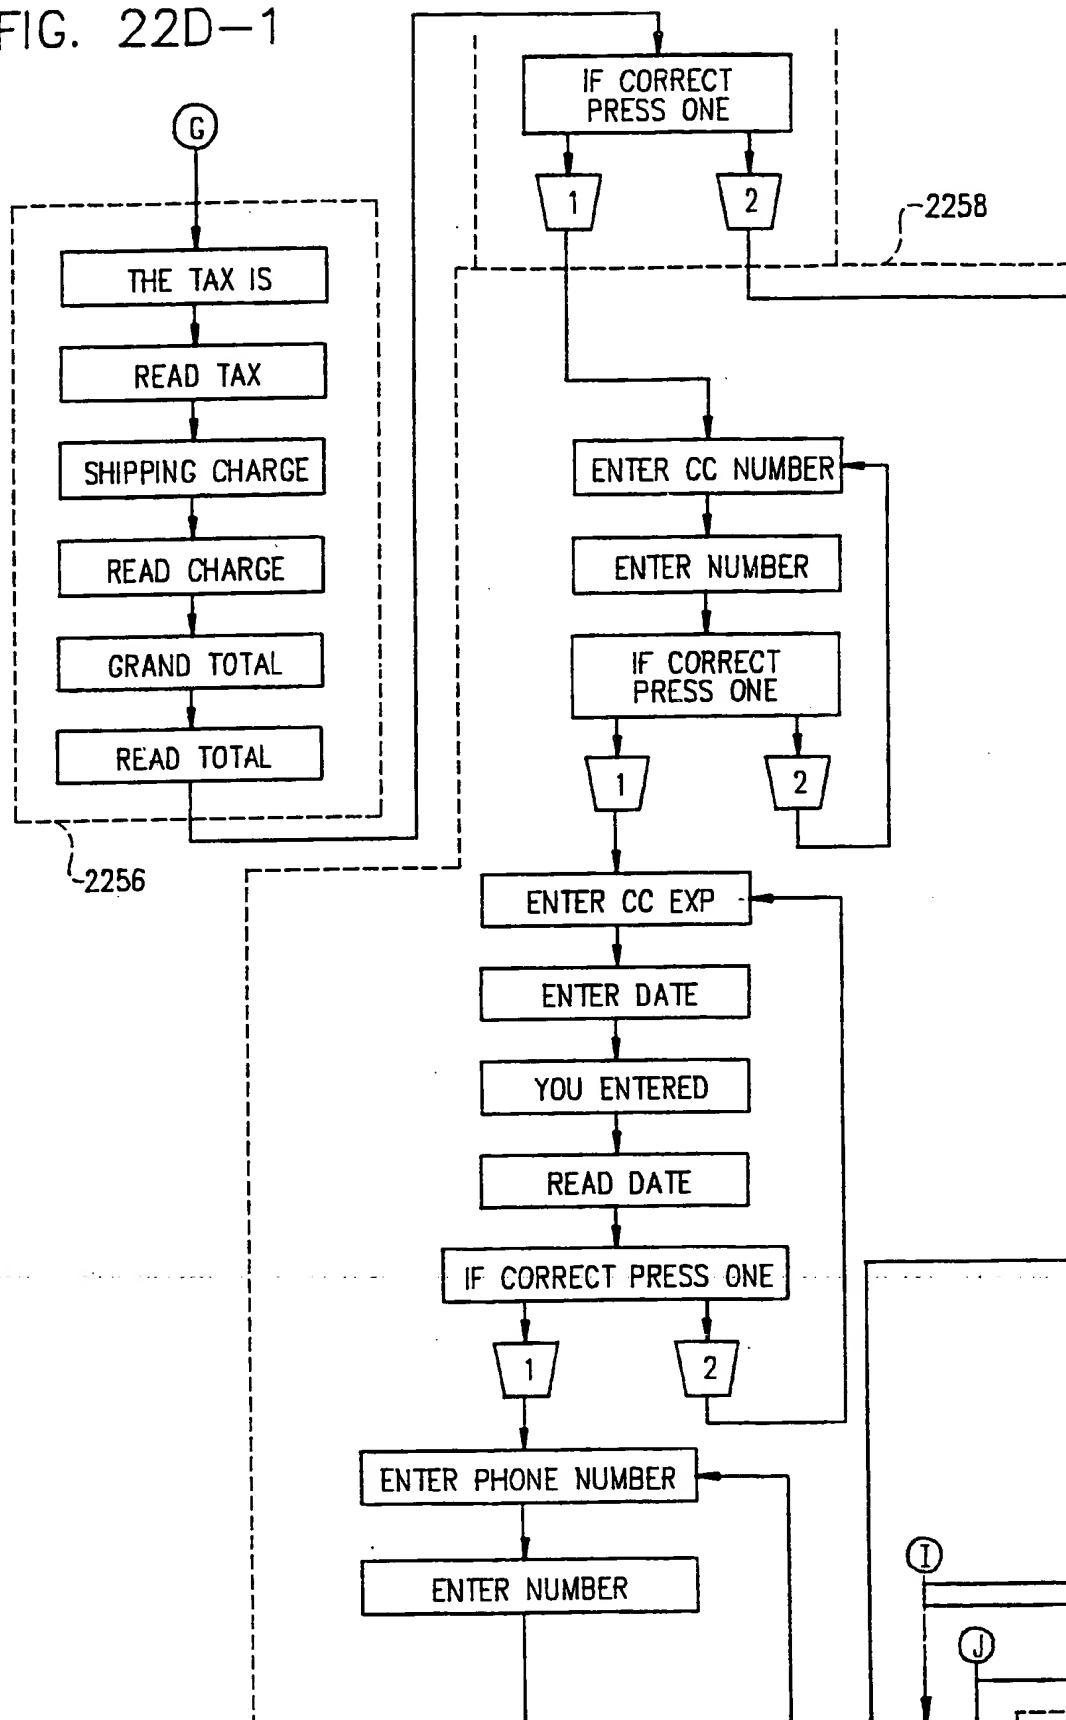 FIG. 22D-1
G
THE TAX IS
READ TAX
SHIPPING CHARGE
READ CHARGE
GRAND TOTAL
READ TOTAL
2256
IF CORRECT
PRESS ONE
1
2
2258
ENTER CC NUMBER
ENTER NUMBER
IF CORRECT
PRESS ONE
1
2
ENTER CC EXP
ENTER DATE
YOU ENTERED
READ DATE
IF CORRECT PRESS ONE
1
2
ENTER PHONE NUMBER
ENTER NUMBER
I
J